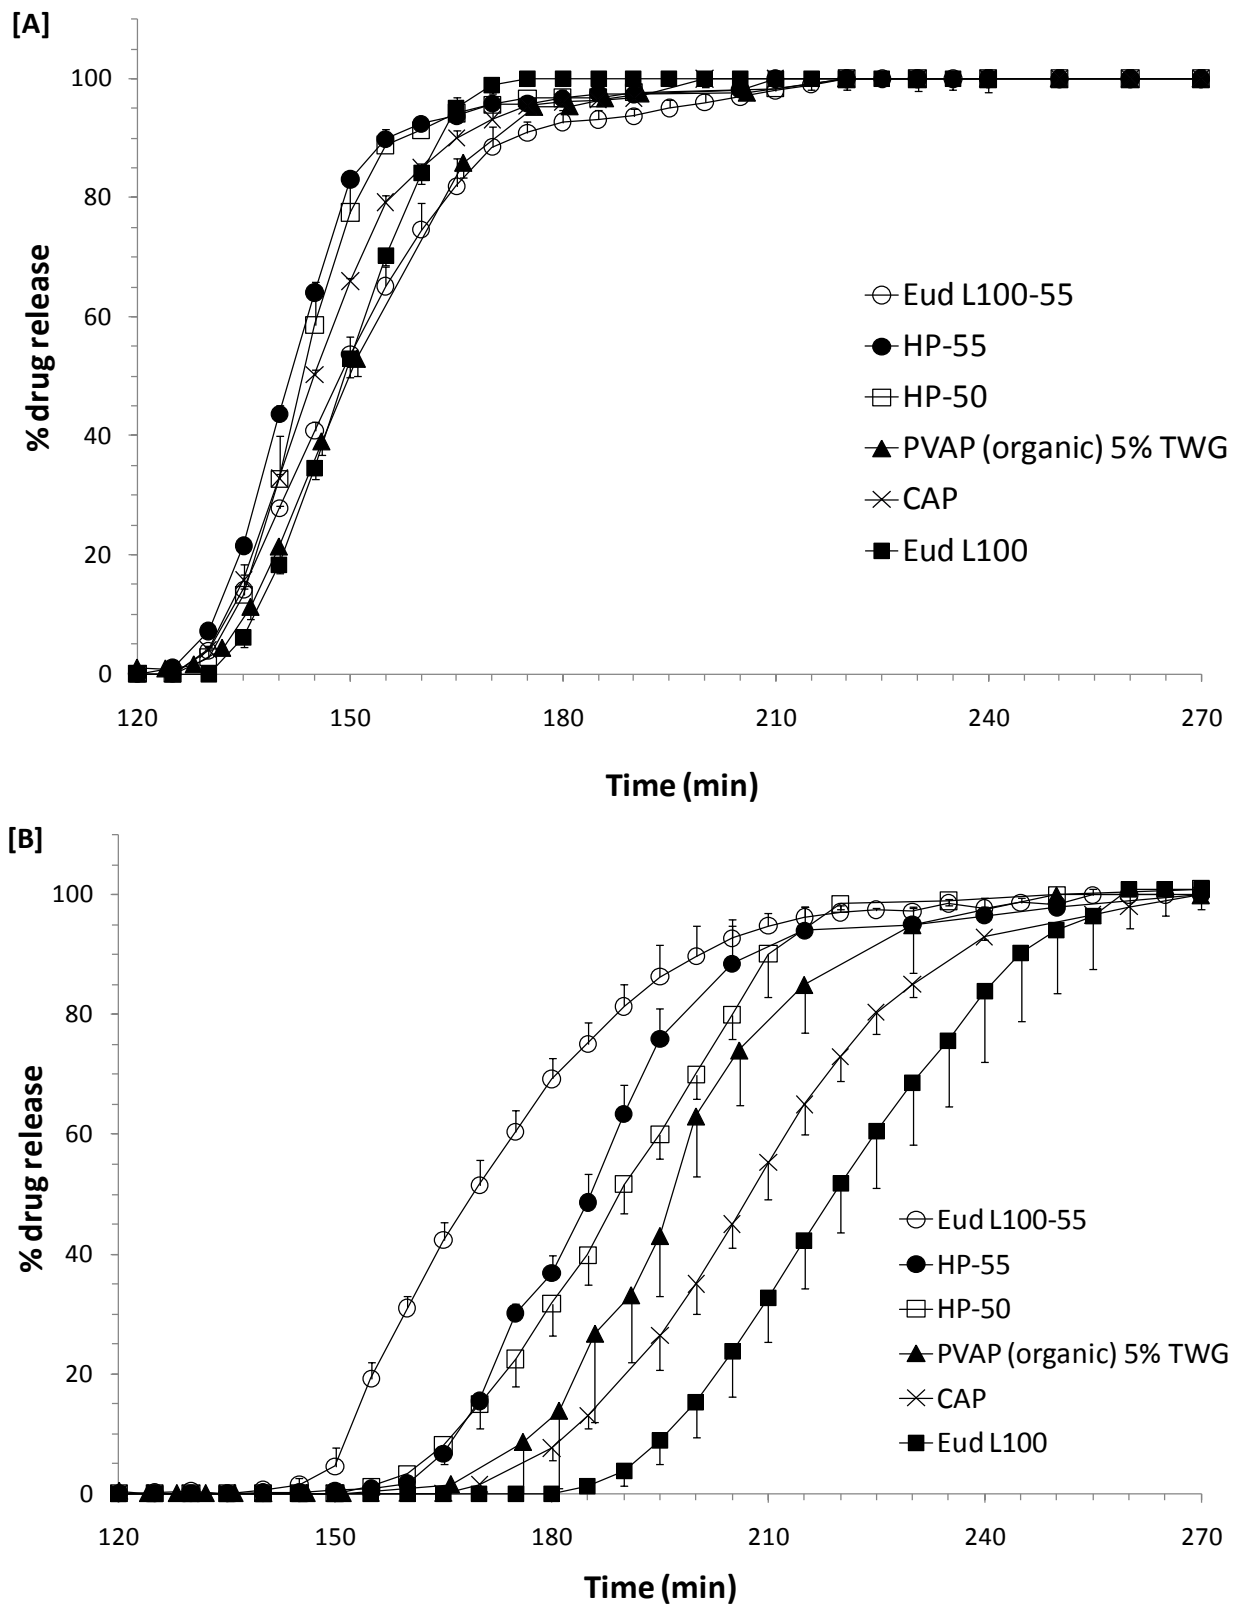 [A]
100
80
60
40
20
0
% drug release
Eud L100-55
HP-55
HP-50
PVAP (organic) 5% TWG
CAP
Eud L100
120 150 180 210 240 270
Time (min)
[B]
100
80
60
40
20
0
% drug release
Eud L100-55
HP-55
HP-50
PVAP (organic) 5% TWG
CAP
Eud L100
120 150 180 210 240 270
Time (min)